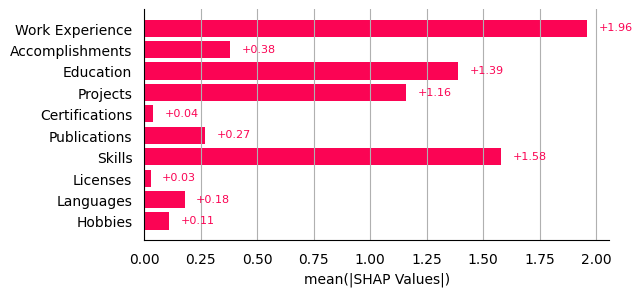 Work Experience +1.96
Accomplishments +0.38
Education +1.39
Projects +1.16
Certifications +0.04
Publications +0.27
Skills +1.58
Licenses +0.03
Languages +0.18
Hobbies +0.11
0.00 0.25 0.50 0.75 1.00 1.25 1.50 1.75 2.00
mean(|SHAP Values|)